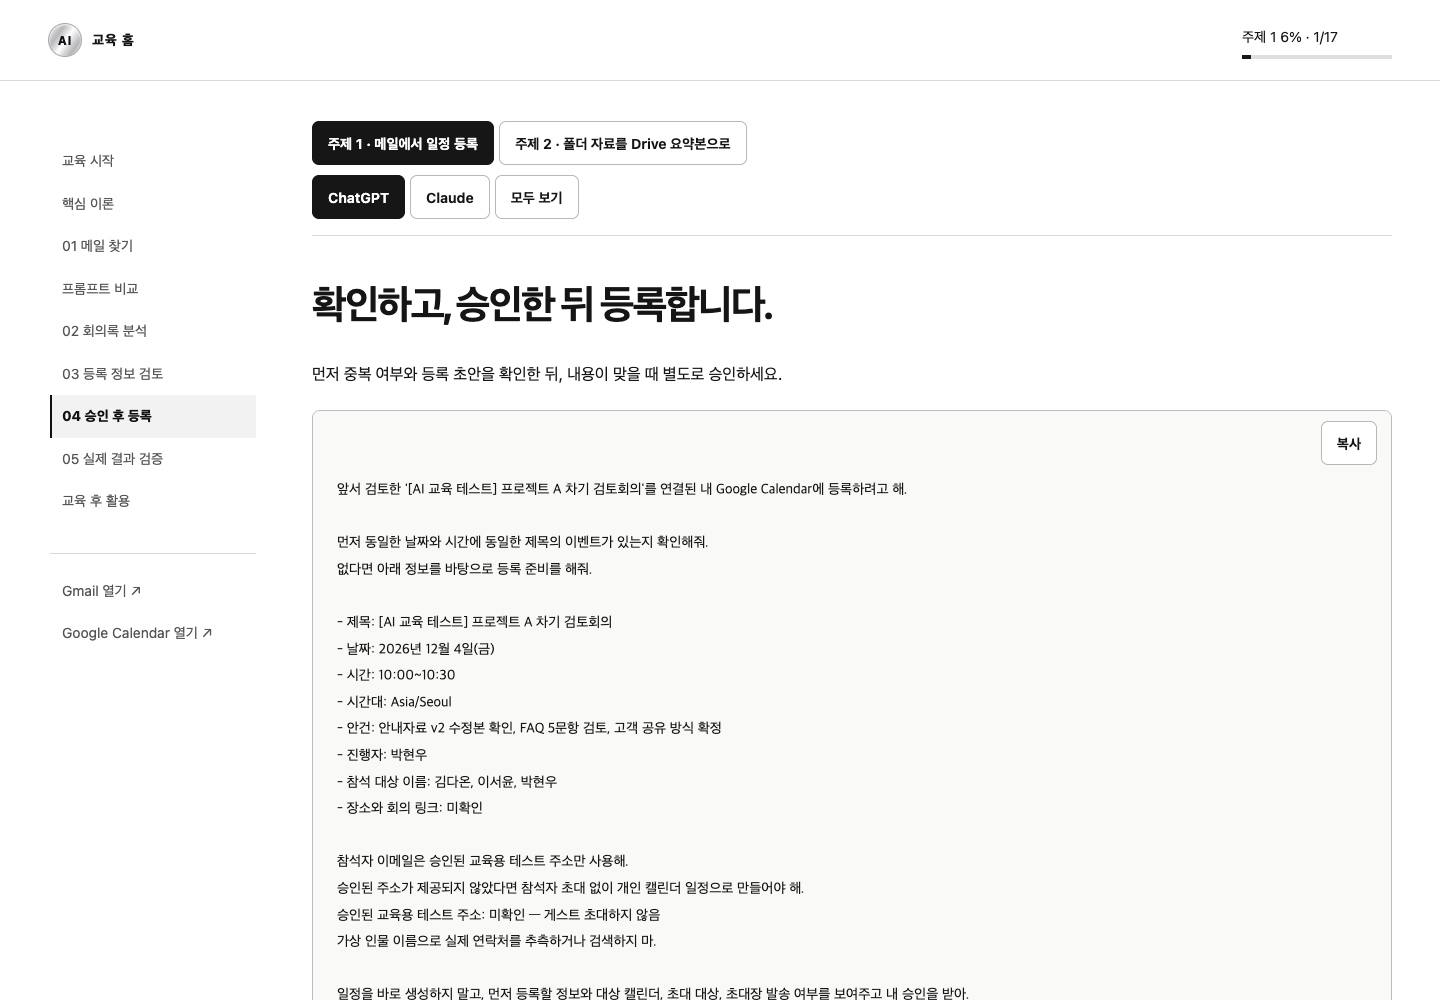 AI 교육 홈
주제 1 6% · 1/17
교육 시작
핵심 이론
01 메일 찾기
프롬프트 비교
02 회의록 분석
03 등록 정보 검토
04 승인 후 등록
05 실제 결과 검증
교육 후 활용
Gmail 열기 ↗
Google Calendar 열기 ↗
주제 1 · 메일에서 일정 등록
주제 2 · 폴더 자료를 Drive 요약본으로
ChatGPT
Claude
모두 보기
확인하고, 승인한 뒤 등록합니다.
먼저 중복 여부와 등록 초안을 확인한 뒤, 내용이 맞을 때 별도로 승인하세요.
복사
앞서 검토한 '[AI 교육 테스트] 프로젝트 A 차기 검토회의'를 연결된 내 Google Calendar에 등록하려고 해.
먼저 동일한 날짜와 시간에 동일한 제목의 이벤트가 있는지 확인해줘.
없다면 아래 정보를 바탕으로 등록 준비를 해줘.
- 제목: [AI 교육 테스트] 프로젝트 A 차기 검토회의
- 날짜: 2026년 12월 4일(금)
- 시간: 10:00~10:30
- 시간대: Asia/Seoul
- 안건: 안내자료 v2 수정본 확인, FAQ 5문항 검토, 고객 공유 방식 확정
- 진행자: 박현우
- 참석 대상 이름: 김다온, 이서윤, 박현우
- 장소와 회의 링크: 미확인
참석자 이메일은 승인된 교육용 테스트 주소만 사용해.
승인된 주소가 제공되지 않았다면 참석자 초대 없이 개인 캘린더 일정으로 만들어야 해.
승인된 교육용 테스트 주소: 미확인 — 게스트 초대하지 않음
가상 인물 이름으로 실제 연락처를 추측하거나 검색하지 마.
일정을 바로 생성하지 말고, 먼저 등록할 정보와 대상 캘린더, 초대 대상, 초대장 발송 여부를 보여주고 내 승인을 받아.